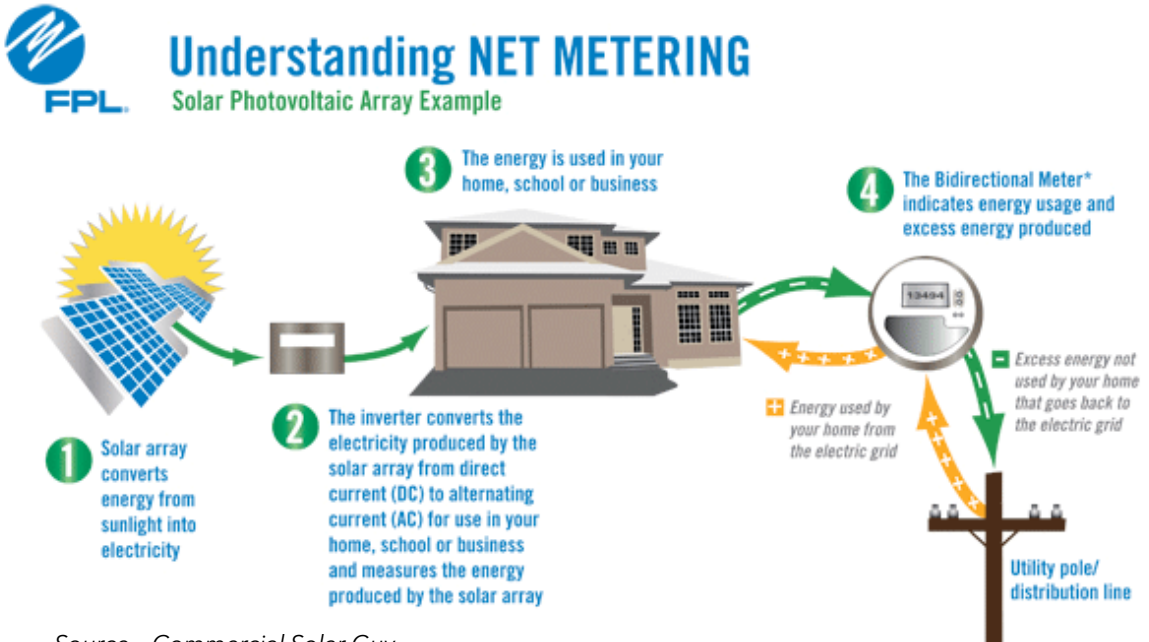 FPL.
Understanding NET METERING
Solar Photovoltaic Array Example
3
The energy is used in your
home, school or business
4
The Bidirectional Meter*
indicates energy usage and
excess energy produced
13494
1
Solar array
converts
energy from
sunlight into
electricity
2
The inverter converts the
electricity produced by the
solar array from direct
current (DC) to alternating
current (AC) for use in your
home, school or business
and measures the energy
produced by the solar array
+ Energy used by
your home from
the electric grid
- Excess energy not
used by your home
that goes back to
the electric grid
Utility pole/
distribution line
Source - Commercial Solar Guy